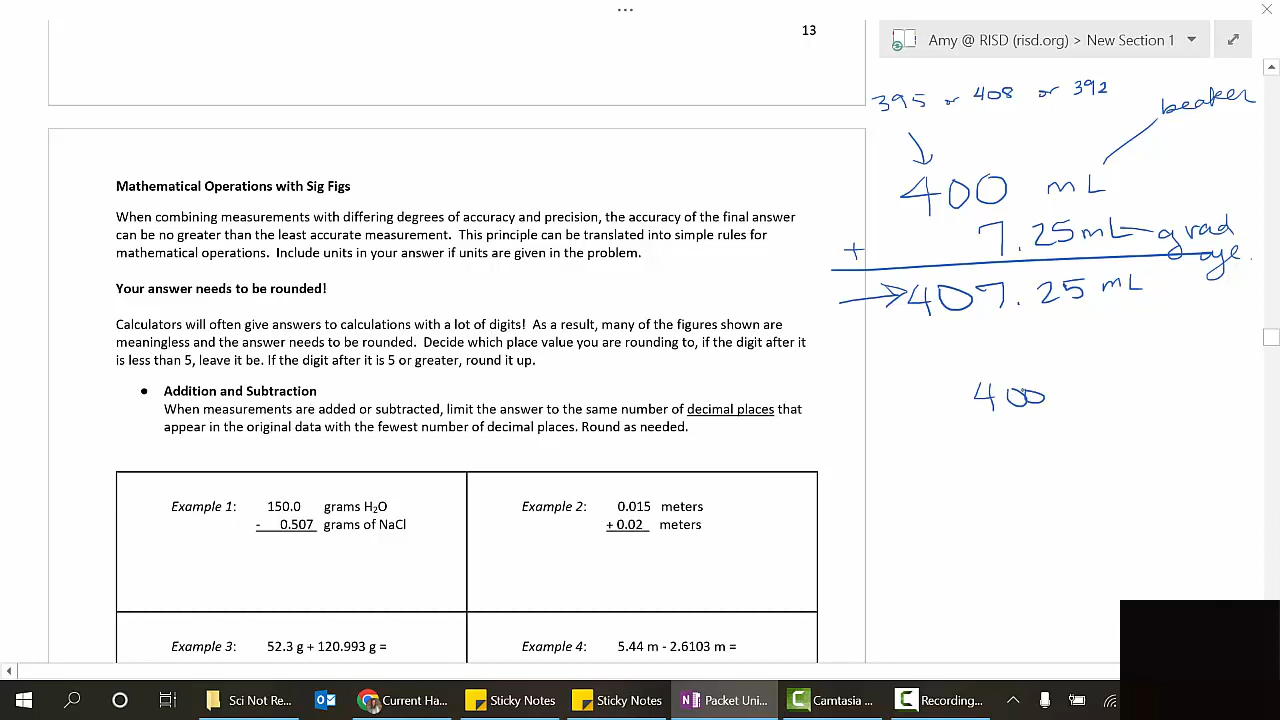 13
Amy @ RISD (risd.org) > New Section 1
395 or 408 or 392
beaker
400 mL
7.25mL grad
+ cye.
407.25 mL
400
Mathematical Operations with Sig Figs
When combining measurements with differing degrees of accuracy and precision, the accuracy of the final answer
can be no greater than the least accurate measurement. This principle can be translated into simple rules for
mathematical operations. Include units in your answer if units are given in the problem.
Your answer needs to be rounded!
Calculators will often give answers to calculations with a lot of digits! As a result, many of the figures shown are
meaningless and the answer needs to be rounded. Decide which place value you are rounding to, if the digit after it
is less than 5, leave it be. If the digit after it is 5 or greater, round it up.
• Addition and Subtraction
When measurements are added or subtracted, limit the answer to the same number of decimal places that
appear in the original data with the fewest number of decimal places. Round as needed.
Example 1: 150.0 grams H₂O
- 0.507 grams of NaCl
Example 2: 0.015 meters
+ 0.02 meters
Example 3: 52.3 g + 120.993 g =
Example 4: 5.44 m - 2.6103 m =
Sci Not Re... Current Ha... Sticky Notes Sticky Notes Packet Uni... Camtasia ... Recording...